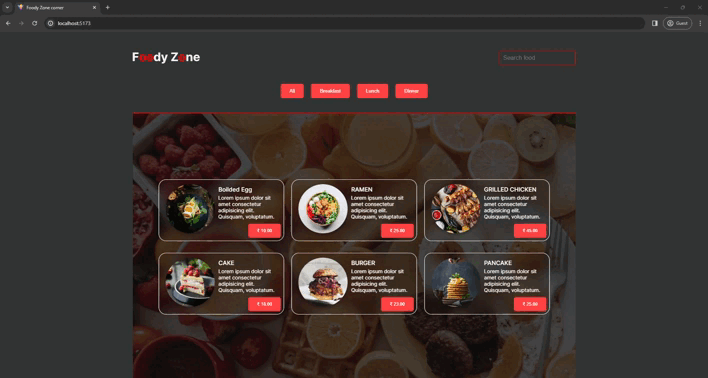 Foody Zone corner
localhost:5173
Guest
Foody Zone
Search food
All
Breakfast
Lunch
Dinner
Boilded Egg
Lorem ipsum dolor sit
amet consectetur
adipisicing elit.
Quisquam, voluptatum.
₹ 10.00
RAMEN
Lorem ipsum dolor sit
amet consectetur
adipisicing elit.
Quisquam, voluptatum.
₹ 25.00
GRILLED CHICKEN
Lorem ipsum dolor sit
amet consectetur
adipisicing elit.
Quisquam, voluptatum.
₹ 45.00
CAKE
Lorem ipsum dolor sit
amet consectetur
adipisicing elit.
Quisquam, voluptatum.
₹ 18.00
BURGER
Lorem ipsum dolor sit
amet consectetur
adipisicing elit.
Quisquam, voluptatum.
₹ 23.00
PANCAKE
Lorem ipsum dolor sit
amet consectetur
adipisicing elit.
Quisquam, voluptatum.
₹ 25.00